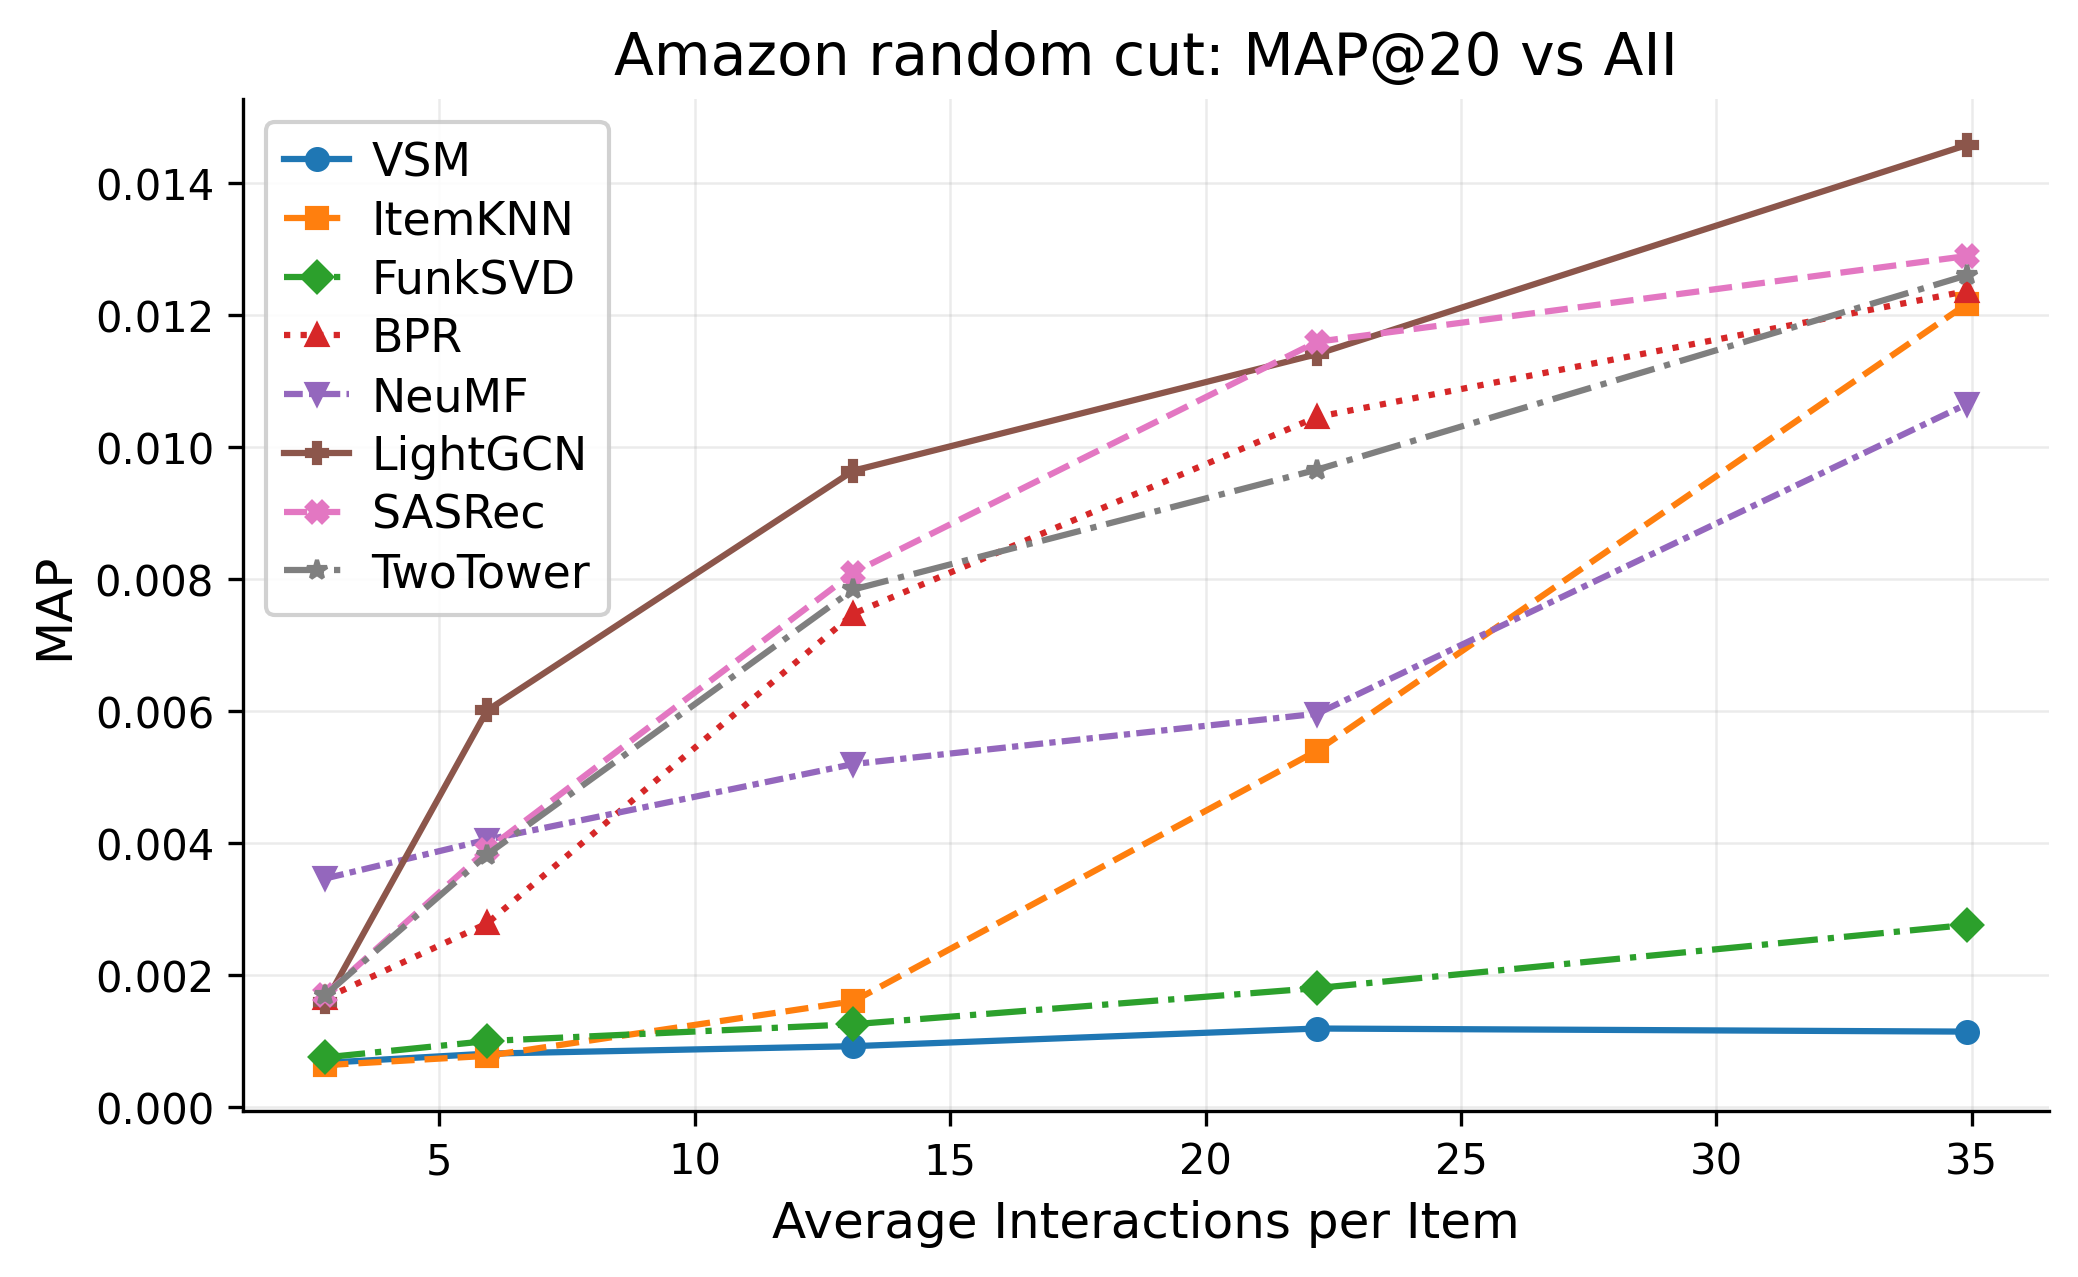 Amazon random cut: MAP@20 vs AII
VSM
ItemKNN
FunkSVD
BPR
NeuMF
LightGCN
SASRec
TwoTower
MAP
0.014
0.012
0.010
0.008
0.006
0.004
0.002
0.000
5 10 15 20 25 30 35
Average Interactions per Item